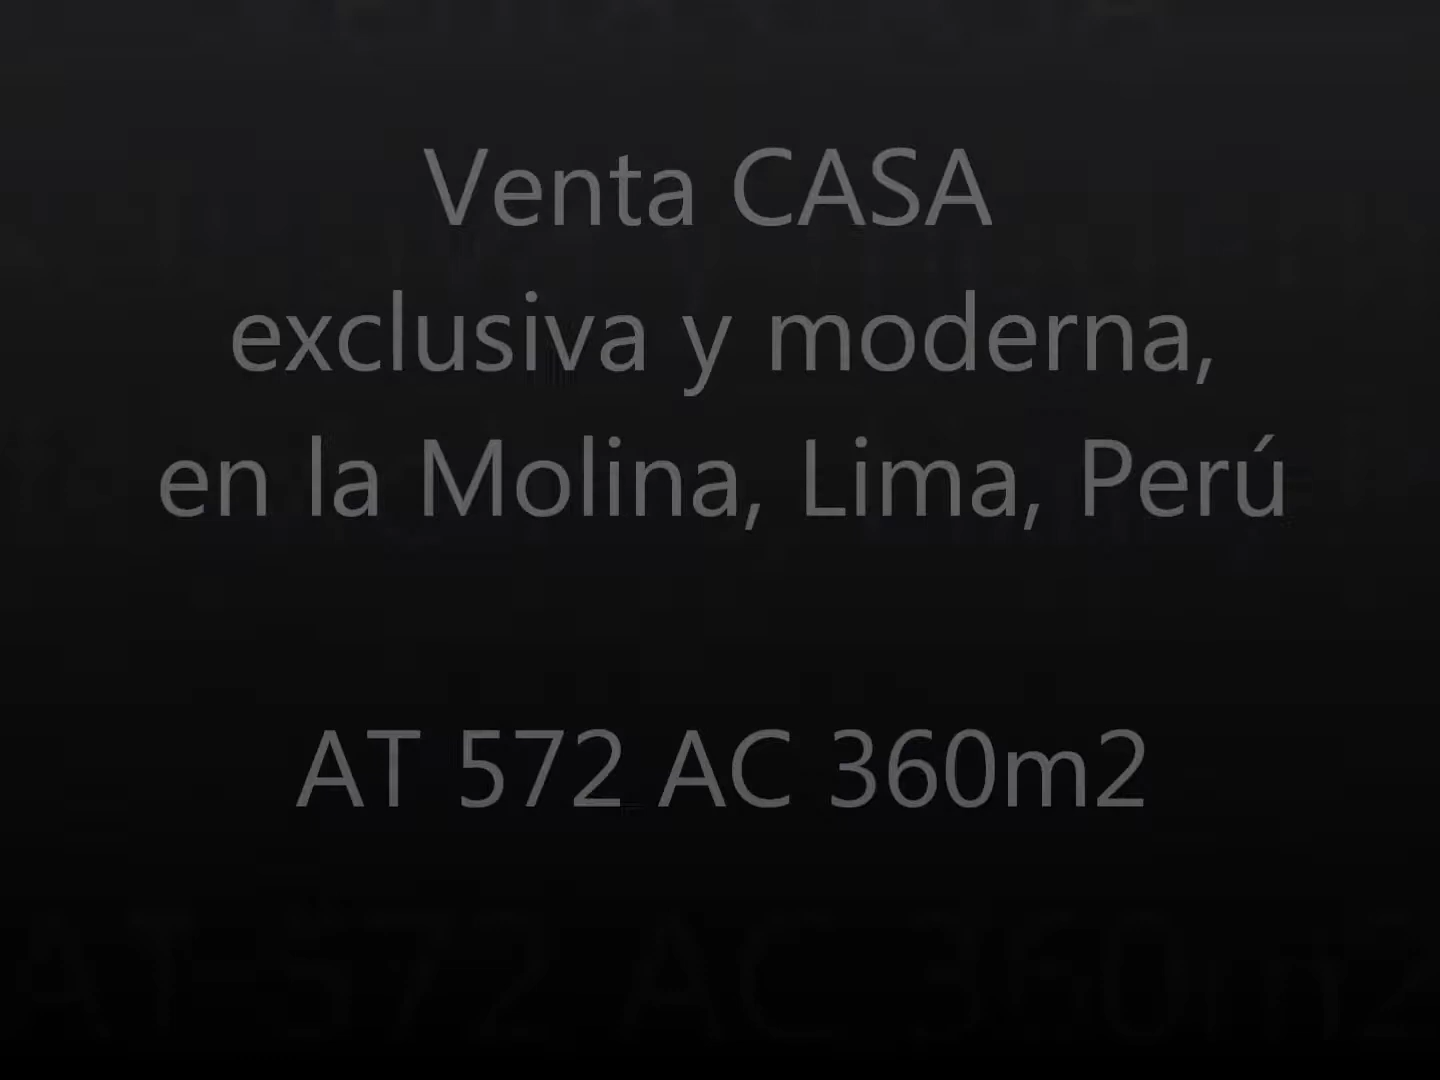 Venta CASA
exclusiva y moderna,
en la Molina, Lima, Perú
AT 572 AC 360m2